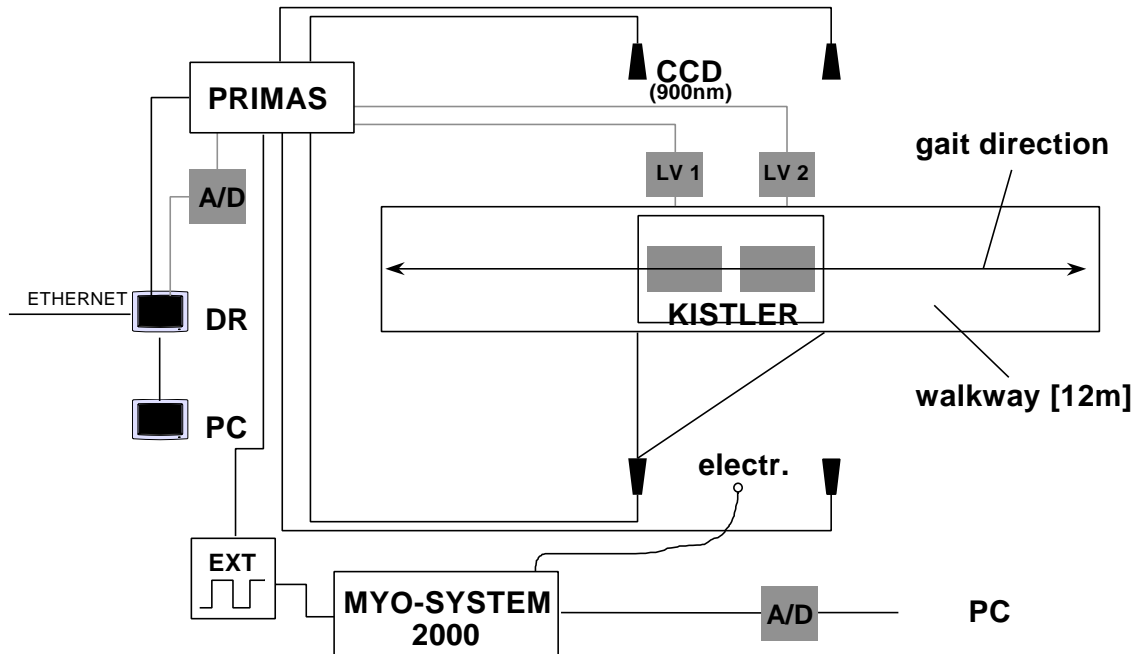 PRIMAS
CCD
(900nm)
gait direction
LV 1
LV 2
A/D
ETHERNET
DR
KISTLER
walkway [12m]
PC
electr.
EXT
MYO-SYSTEM
2000
A/D
PC